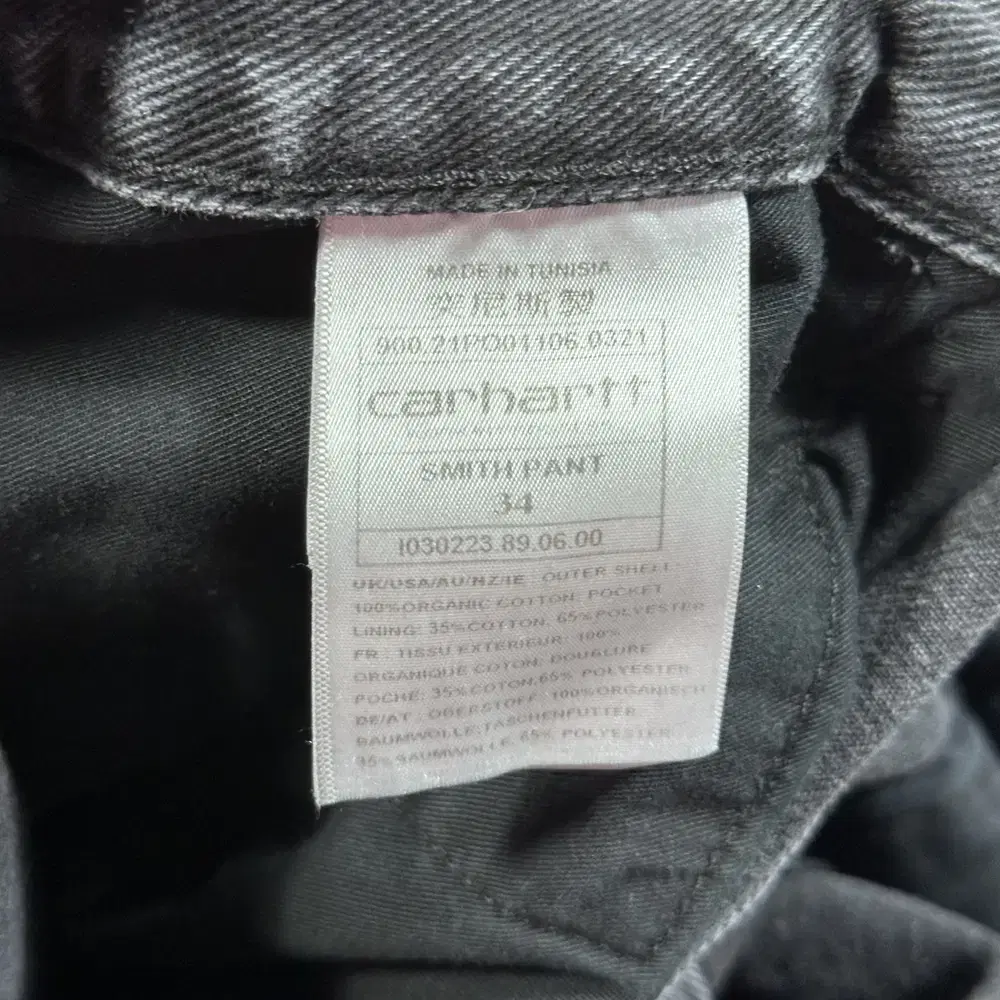 MADE IN TUNISIA
突尼斯製
900.21PO01106.0321
carhartt
SMITH PANT
34
I030223.89.06.00
UK/USA/AU/NZ/IE : OUTER SHELL:
100%ORGANIC COTTON, POCKET
LINING: 35%COTTON, 65%POLYESTER
FR : TISSU EXTERIEUR: 100%
ORGANIQUE COTON, DOUBLURE
POCHE: 35%COTON,65% POLYESTER
DE/AT : OBERSTOFF: 100%ORGANISCH
BAUMWOLLE,TASCHENFUTTER:
35%BAUMWOLLE, 65% POLYESTER